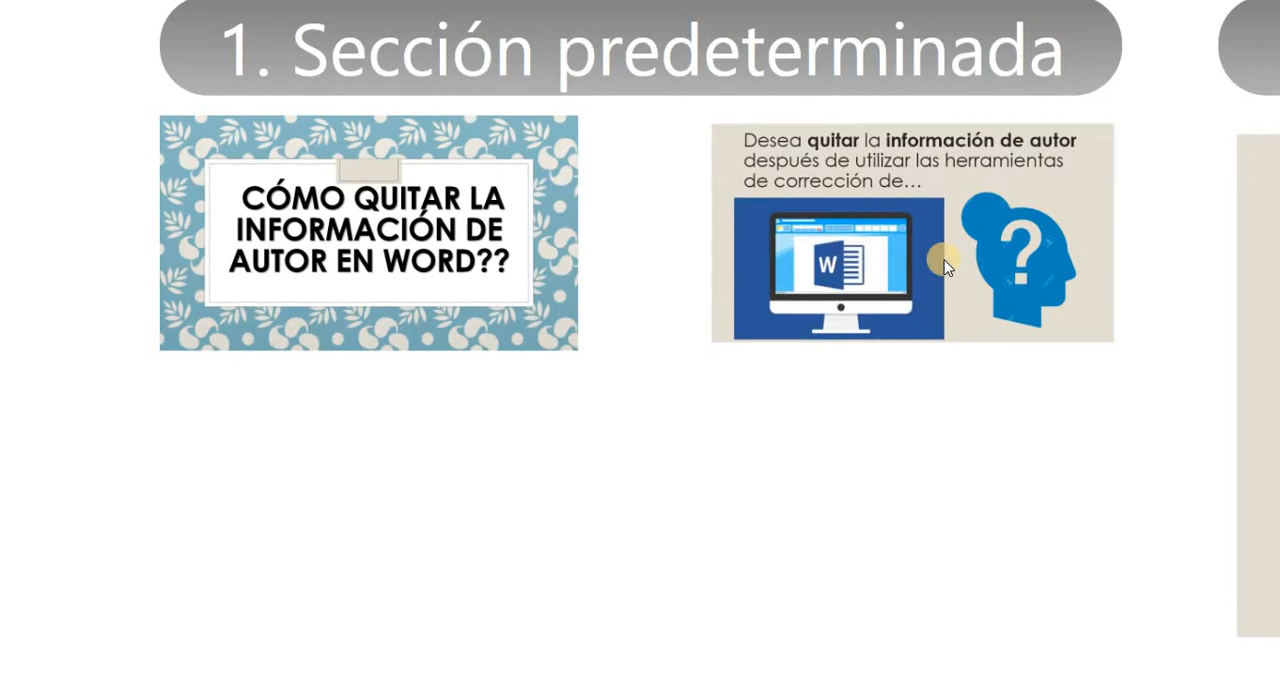 1. Sección predeterminada
CÓMO QUITAR LA
INFORMACIÓN DE
AUTOR EN WORD??
Desea quitar la información de autor
después de utilizar las herramientas
de corrección de...
W
?